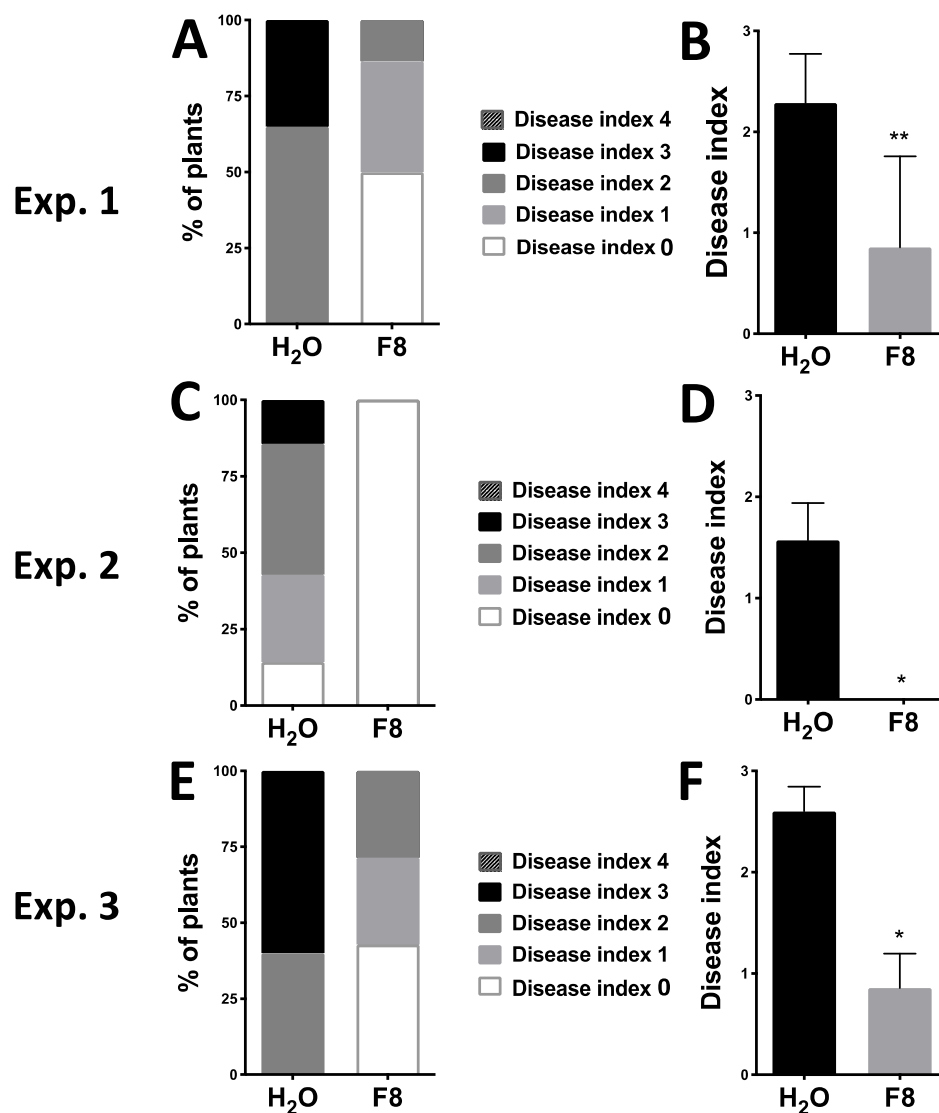 A
% of plants
100
75
50
25
0
H₂O
F8
Disease index 4
Disease index 3
Disease index 2
Disease index 1
Disease index 0
B
Disease index
3
2
1
0
**
H₂O
F8
Exp. 1
C
% of plants
100
75
50
25
0
H₂O
F8
Disease index 4
Disease index 3
Disease index 2
Disease index 1
Disease index 0
D
Disease index
3
2
1
0
*
H₂O
F8
Exp. 2
E
% of plants
100
75
50
25
0
H₂O
F8
Disease index 4
Disease index 3
Disease index 2
Disease index 1
Disease index 0
F
Disease index
3
2
1
0
*
H₂O
F8
Exp. 3